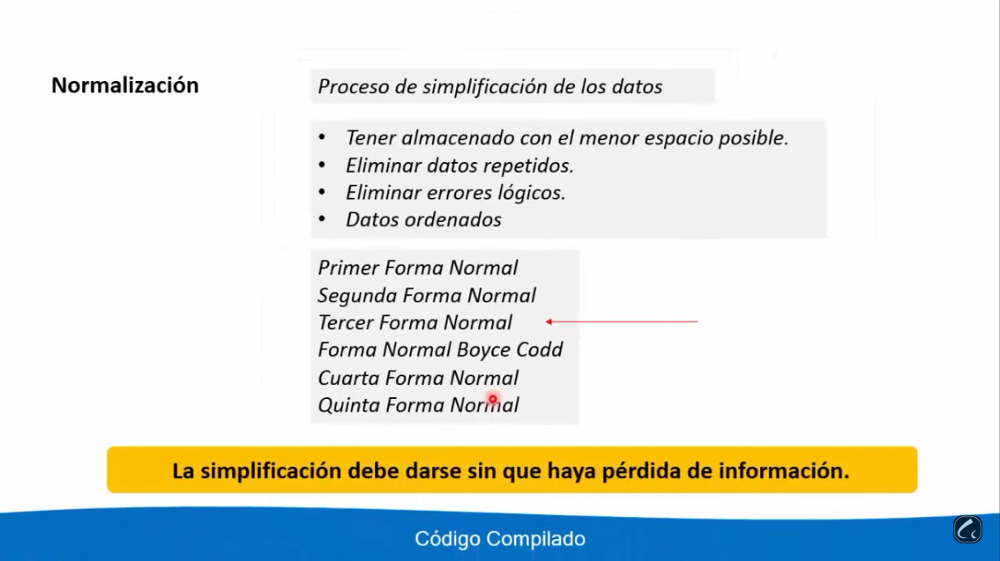 Normalización
Proceso de simplificación de los datos
• Tener almacenado con el menor espacio posible.
• Eliminar datos repetidos.
• Eliminar errores lógicos.
• Datos ordenados
Primer Forma Normal
Segunda Forma Normal
Tercer Forma Normal
Forma Normal Boyce Codd
Cuarta Forma Normal
Quinta Forma Normal
La simplificación debe darse sin que haya pérdida de información.
Código Compilado